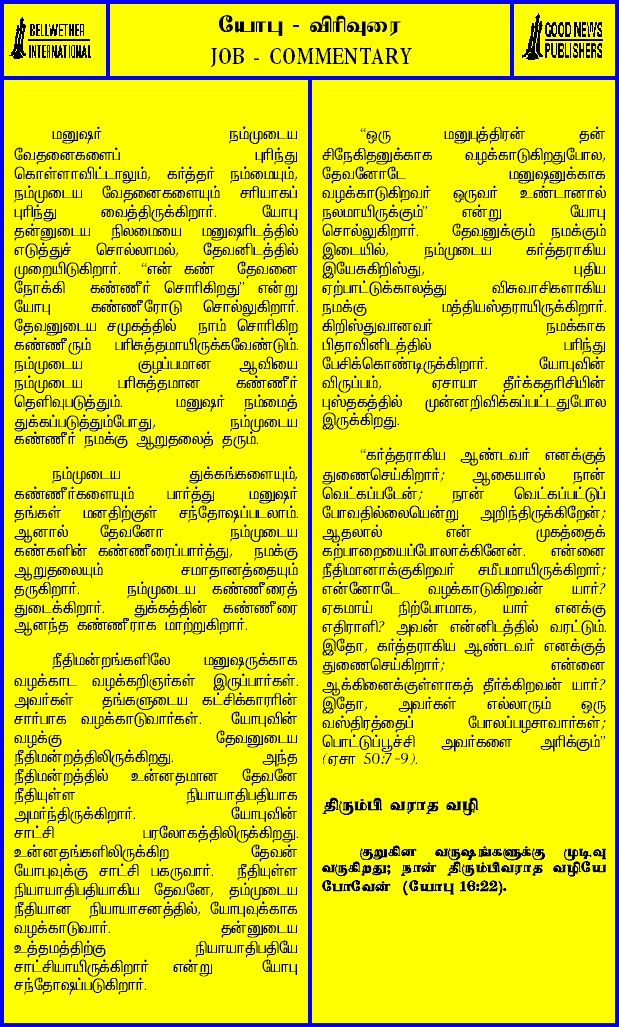 BELLWETHER
INTERNATIONAL
யோபு - விரிவுரை
JOB - COMMENTARY
GOOD NEWS
PUBLISHERS
மனுஷர் நம்முடைய
வேதனைகளைப் புரிந்து
கொள்ளாவிட்டாலும், கர்த்தர் நம்மையும்,
நம்முடைய வேதனைகளையும் சரியாகப்
புரிந்து வைத்திருக்கிறார். யோபு
தன்னுடைய நிலமையை மனுஷரிடத்தில்
எடுத்துச் சொல்லாமல், தேவனிடத்தில்
முறையிடுகிறார். “என் கண் தேவனை
நோக்கி கண்ணீர் சொரிகிறது” என்று
யோபு கண்ணீரோடு சொல்லுகிறார்.
தேவனுடைய சமுகத்தில் நாம் சொரிகிற
கண்ணீரும் பரிசுத்தமாயிருக்கவேண்டும்.
நம்முடைய குழப்பமான ஆவியை
நம்முடைய பரிசுத்தமான கண்ணீர்
தெளிவுபடுத்தும். மனுஷர் நம்மைத்
துக்கப்படுத்தும்போது, நம்முடைய
கண்ணீர் நமக்கு ஆறுதலைத் தரும்.
நம்முடைய துக்கங்களையும்,
கண்ணீர்களையும் பார்த்து மனுஷர்
தங்கள் மனதிற்குள் சந்தோஷப்படலாம்.
ஆனால் தேவனோ நம்முடைய
கண்களின் கண்ணீரைப்பார்த்து, நமக்கு
ஆறுதலையும் சமாதானத்தையும்
தருகிறார். நம்முடைய கண்ணீரைத்
துடைக்கிறார். துக்கத்தின் கண்ணீரை
ஆனந்த கண்ணீராக மாற்றுகிறார்.
நீதிமன்றங்களிலே மனுஷருக்காக
வழக்காட வழக்கறிஞர்கள் இருப்பார்கள்.
அவர்கள் தங்களுடைய கட்சிக்காரரின்
சார்பாக வழக்காடுவார்கள். யோபுவின்
வழக்கு தேவனுடைய
நீதிமன்றத்திலிருக்கிறது. அந்த
நீதிமன்றத்தில் உன்னதமான தேவனே
நீதியுள்ள நியாயாதிபதியாக
அமர்ந்திருக்கிறார். யோபுவின்
சாட்சி பரலோகத்திலிருக்கிறது.
உன்னதங்களிலிருக்கிற தேவன்
யோபுவுக்கு சாட்சி பகருவார். நீதியுள்ள
நியாயாதிபதியாகிய தேவனே, தம்முடைய
நீதியான நியாயாசனத்தில், யோபுவுக்காக
வழக்காடுவார். தன்னுடைய
உத்தமத்திற்கு நியாயாதிபதியே
சாட்சியாயிருக்கிறார் என்று யோபு
சந்தோஷப்படுகிறார்.
“ஒரு மனுபுத்திரன் தன்
சிநேகிதனுக்காக வழக்காடுகிறதுபோல,
தேவனோடே மனுஷனுக்காக
வழக்காடுகிறவர் ஒருவர் உண்டானால்
நலமாயிருக்கும்” என்று யோபு
சொல்லுகிறார். தேவனுக்கும் நமக்கும்
இடையில், நம்முடைய கர்த்தராகிய
இயேசுகிறிஸ்து, புதிய
ஏற்பாட்டுக்காலத்து விசுவாசிகளாகிய
நமக்கு மத்தியஸ்தராயிருக்கிறார்.
கிறிஸ்துவானவர் நமக்காக
பிதாவினிடத்தில் பரிந்து
பேசிக்கொண்டிருக்கிறார். யோபுவின்
விருப்பம், ஏசாயா தீர்க்கதரிசியின்
புஸ்தகத்தில் முன்னறிவிக்கப்பட்டதுபோல
இருக்கிறது.
“கர்த்தராகிய ஆண்டவர் எனக்குத்
துணைசெய்கிறார்; ஆகையால் நான்
வெட்கப்படேன்; நான் வெட்கப்பட்டுப்
போவதில்லையென்று அறிந்திருக்கிறேன்;
ஆதலால் என் முகத்தைக்
கற்பாறையைப்போலாக்கினேன். என்னை
நீதிமானாக்குகிறவர் சமீபமாயிருக்கிறார்;
என்னோடே வழக்காடுகிறவன் யார்?
ஏகமாய் நிற்போமாக, யார் எனக்கு
எதிராளி? அவன் என்னிடத்தில் வரட்டும்.
இதோ, கர்த்தராகிய ஆண்டவர் எனக்குத்
துணைசெய்கிறார்; என்னை
ஆக்கினைக்குள்ளாகத் தீர்க்கிறவன் யார்?
இதோ, அவர்கள் எல்லாரும் ஒரு
வஸ்திரத்தைப் போலப்பழசாவார்கள்;
பொட்டுப்பூச்சி அவர்களை அரிக்கும்”
(ஏசா 50:7-9).
திரும்பி வராத வழி
குறுகின வருஷங்களுக்கு முடிவு
வருகிறது; நான் திரும்பிவராத வழியே
போவேன் (யோபு 16:22).